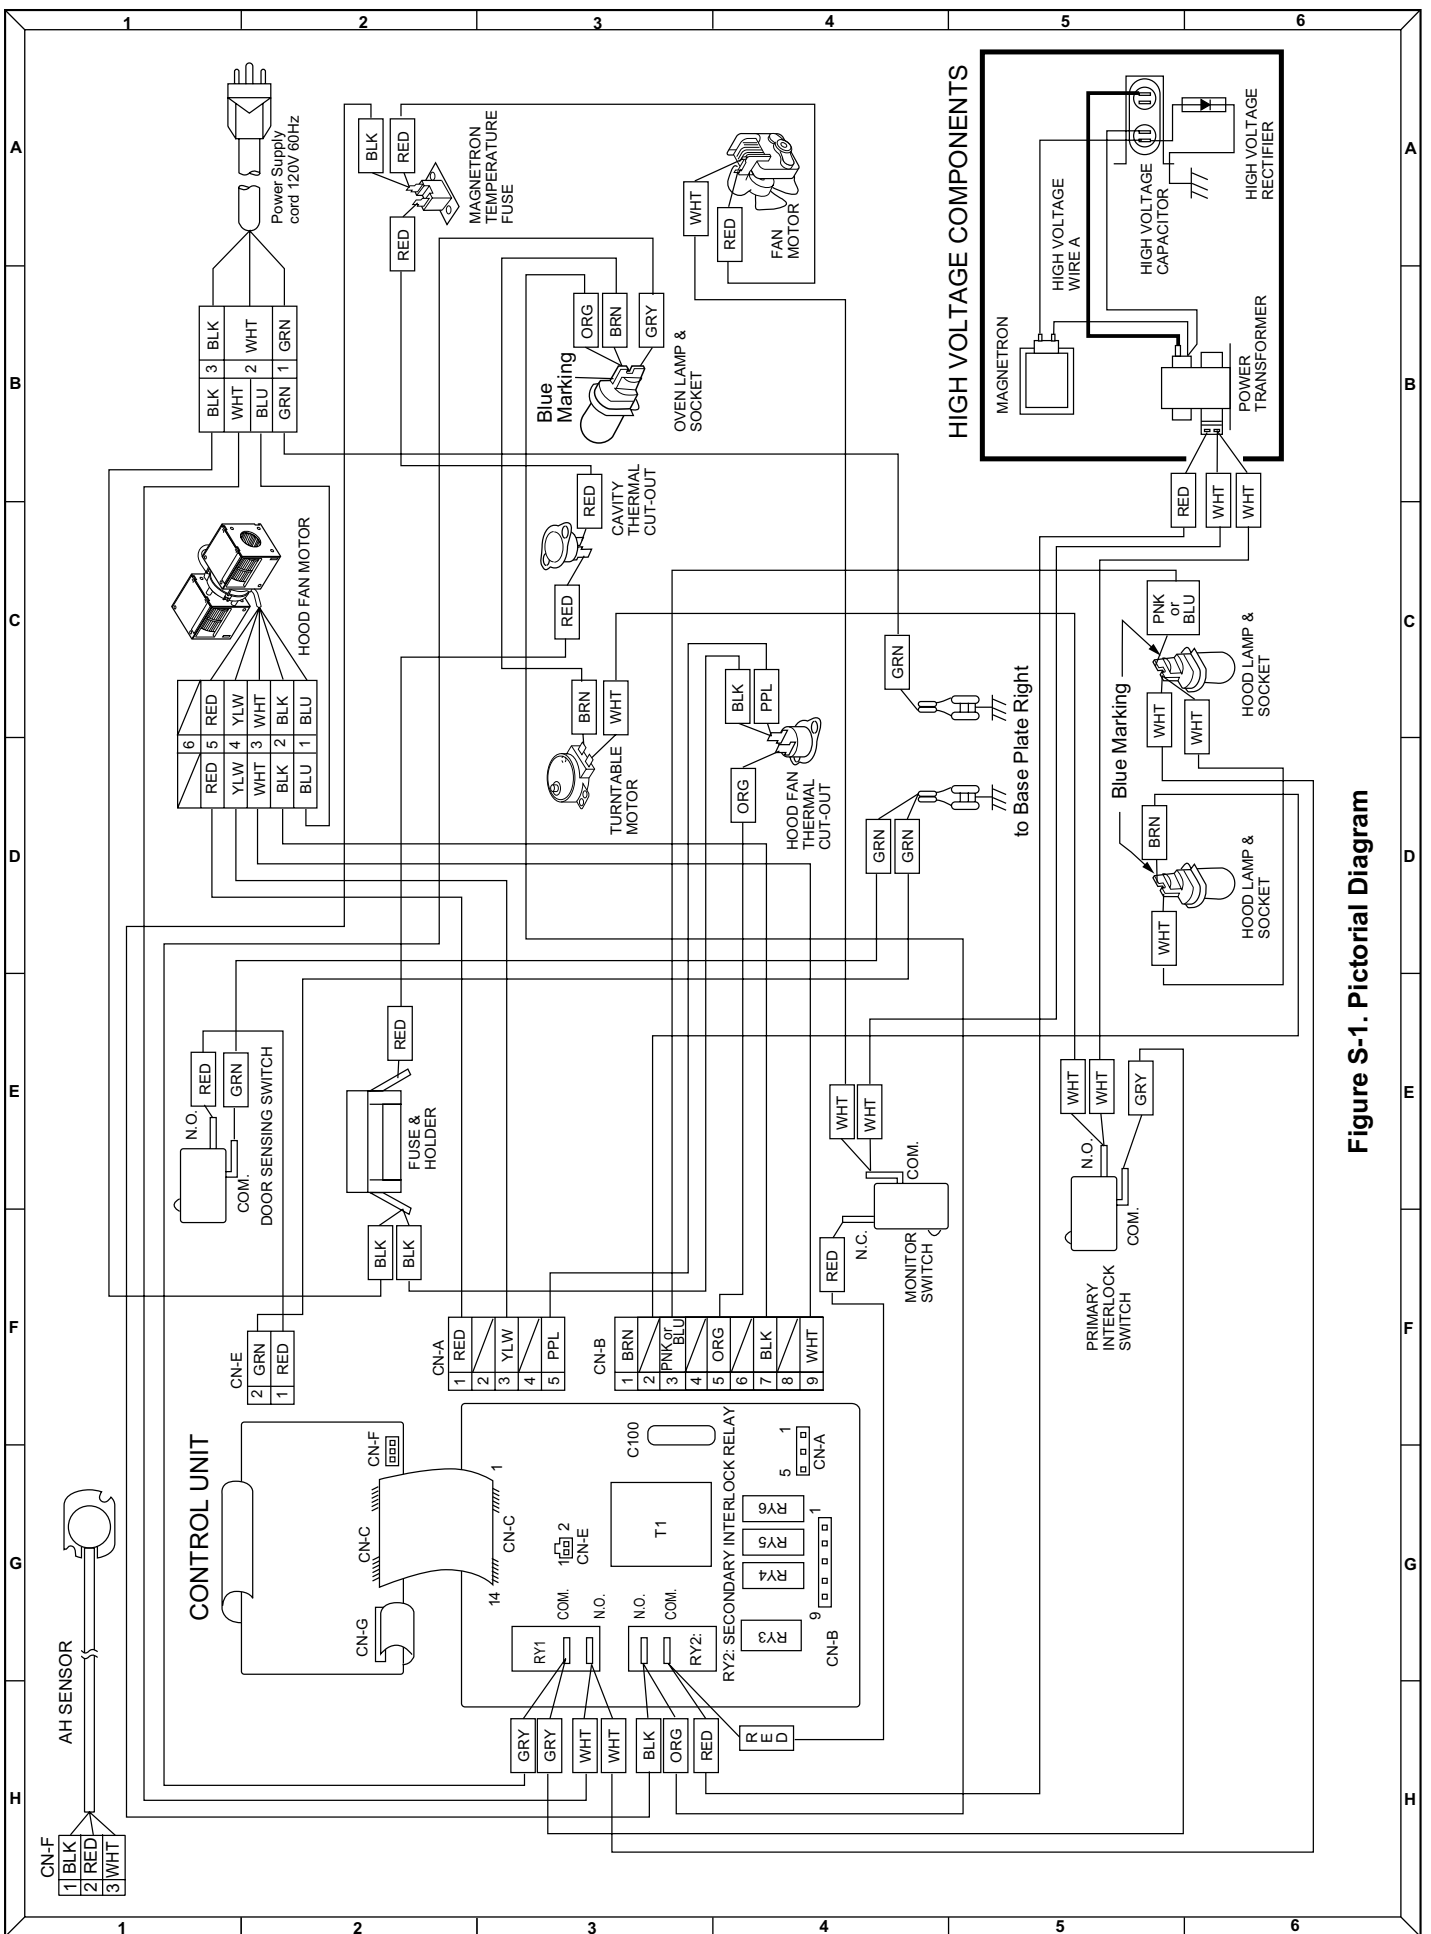 1 2 3 4 5 6
A
B
C
D
E
F
G
H
A
B
C
D
E
F
G
H
1 2 3 4 5 6
Power Supply
cord 120V 60Hz
BLK 3 BLK
WHT 2 WHT
BLU
GRN 1 GRN
BLK
RED
RED
MAGNETRON
TEMPERATURE
FUSE
WHT
RED
FAN
MOTOR
ORG
BRN
GRY
Blue
Marking
OVEN LAMP &
SOCKET
HIGH VOLTAGE COMPONENTS
MAGNETRON
HIGH VOLTAGE
WIRE A
HIGH VOLTAGE
CAPACITOR
HIGH VOLTAGE
RECTIFIER
POWER
TRANSFORMER
RED
WHT
WHT
HOOD FAN MOTOR
6
RED 5 RED
YLW 4 YLW
WHT 3 WHT
BLK 2 BLK
BLU 1 BLU
RED
RED
CAVITY
THERMAL
CUT-OUT
BRN
WHT
TURNTABLE
MOTOR
BLK
PPL
ORG
HOOD FAN
THERMAL
CUT-OUT
GRN
GRN
GRN
to Base Plate Right
Blue Marking
PNK
or
BLU
WHT
WHT
HOOD LAMP &
SOCKET
BRN
WHT
HOOD LAMP &
SOCKET
N.O.
RED
GRN
COM.
DOOR SENSING SWITCH
RED
FUSE &
HOLDER
BLK
BLK
WHT
WHT
COM.
N.C.
RED
MONITOR
SWITCH
WHT
WHT
GRY
N.O.
COM.
PRIMARY
INTERLOCK
SWITCH
CN-E
2 GRN
1 RED
CN-A
1 RED
2
3 YLW
4
5 PPL
CN-B
1 BRN
2
3 PNK or
BLU
4
5 ORG
6
7 BLK
8
9 WHT
CONTROL UNIT
CN-F
CN-C
CN-G
CN-C
1
14
1 2
CN-E
C100
T1
5 1
CN-A
RY6
RY5
RY4
RY3
9 1
CN-B
RY1
COM.
N.O.
N.O.
COM.
RY2:
RY2: SECONDARY INTERLOCK RELAY
GRY
GRY
WHT
WHT
BLK
ORG
RED
RED
AH SENSOR
CN-F
1 BLK
2 RED
3 WHT
Figure S-1. Pictorial Diagram